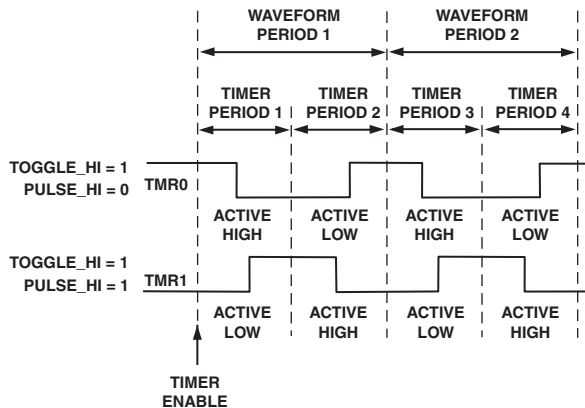 WAVEFORM PERIOD 1
WAVEFORM PERIOD 2
TIMER PERIOD 1
TIMER PERIOD 2
TIMER PERIOD 3
TIMER PERIOD 4
TOGGLE_HI = 1
PULSE_HI = 0
TMR0
ACTIVE HIGH
ACTIVE LOW
ACTIVE HIGH
ACTIVE LOW
TOGGLE_HI = 1
PULSE_HI = 1
TMR1
ACTIVE LOW
ACTIVE HIGH
ACTIVE LOW
ACTIVE HIGH
TIMER ENABLE